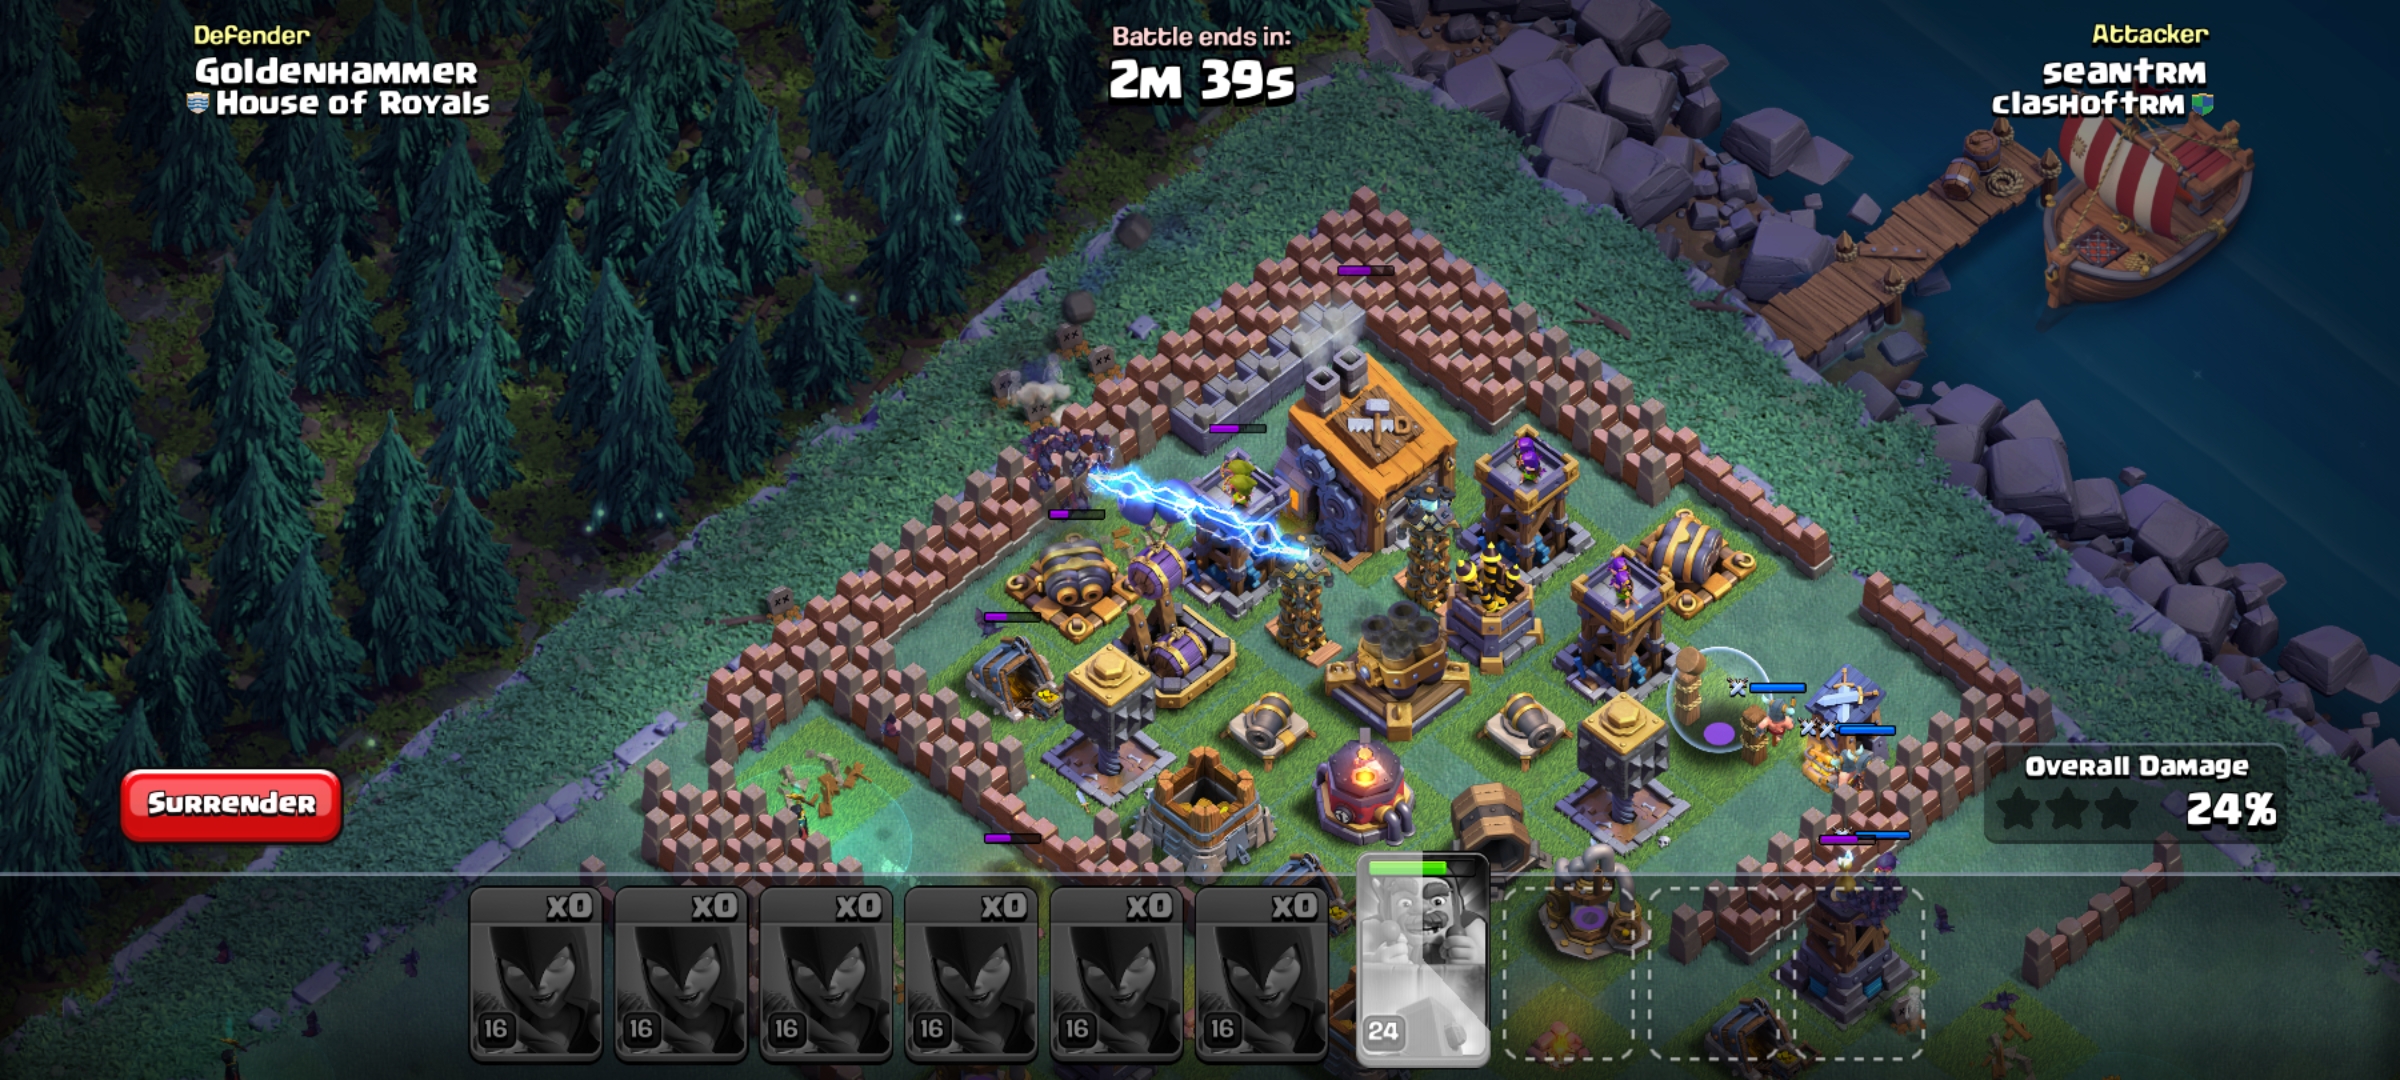 Defender
Goldenhammer
House of Royals
Battle ends in:
2m 39s
Attacker
seantrm
clashoftrm
Surrender
Overall Damage
24%
x0
x0
x0
x0
x0
x0
16
16
16
16
16
16
24